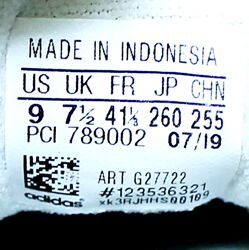 MADE IN INDONESIA
US UK FR JP CHN
9 7½ 41⅓ 260 255
PCI 789002 07/19
ART G27722
#123536321
xk3RJHHS00109
adidas